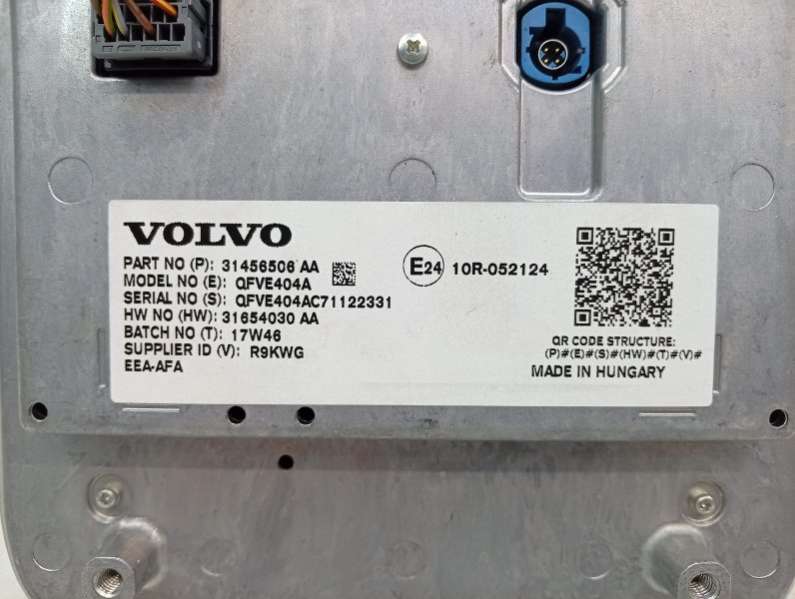 VOLVO
PART NO (P): 31456506 AA
MODEL NO (E): QFVE404A
SERIAL NO (S): QFVE404AC71122331
HW NO (HW): 31654030 AA
BATCH NO (T): 17W46
SUPPLIER ID (V): R9KWG
EEA-AFA
E24 10R-052124
QR CODE STRUCTURE:
(P)#(E)#(S)#(HW)#(T)#(V)#
MADE IN HUNGARY